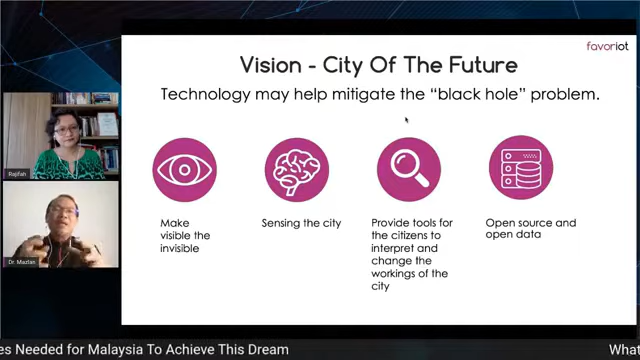 favoriot
Vision - City Of The Future
Technology may help mitigate the “black hole” problem.
Make
visible the
invisible
Sensing the city
Provide tools for
the citizens to
interpret and
change the
workings of the
city
Open source and
open data
Rajifah
Dr. Mazlan
es Needed for Malaysia To Achieve This Dream
What